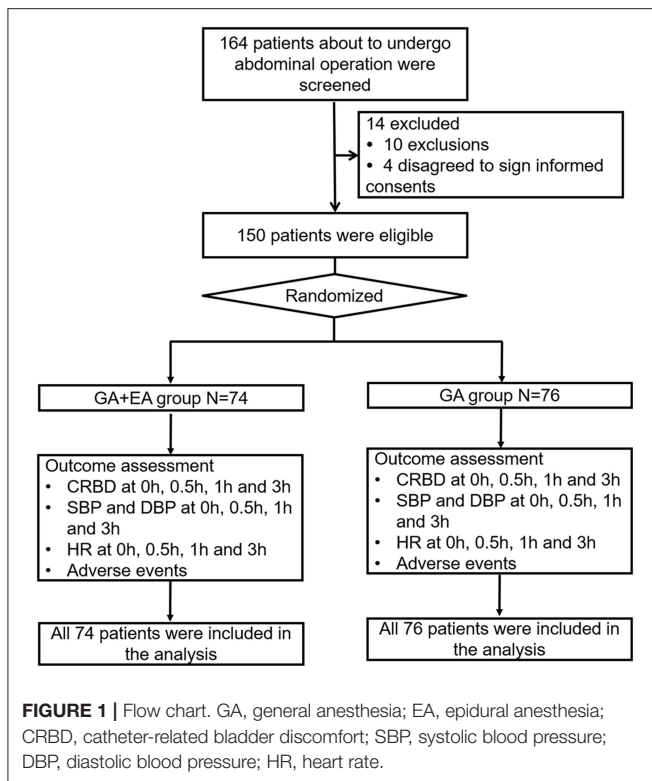 164 patients about to undergo
abdominal operation were
screened
14 excluded
• 10 exclusions
• 4 disagreed to sign informed
consents
150 patients were eligible
Randomized
GA+EA group N=74
GA group N=76
Outcome assessment
• CRBD at 0h, 0.5h, 1h and 3h
• SBP and DBP at 0h, 0.5h, 1h
and 3h
• HR at 0h, 0.5h, 1h and 3h
• Adverse events
Outcome assessment
• CRBD at 0h, 0.5h, 1h and 3h
• SBP and DBP at 0h, 0.5h, 1h
and 3h
• HR at 0h, 0.5h, 1h and 3h
• Adverse events
All 74 patients were included in
the analysis
All 76 patients were included in
the analysis
FIGURE 1 | Flow chart. GA, general anesthesia; EA, epidural anesthesia;
CRBD, catheter-related bladder discomfort; SBP, systolic blood pressure;
DBP, diastolic blood pressure; HR, heart rate.